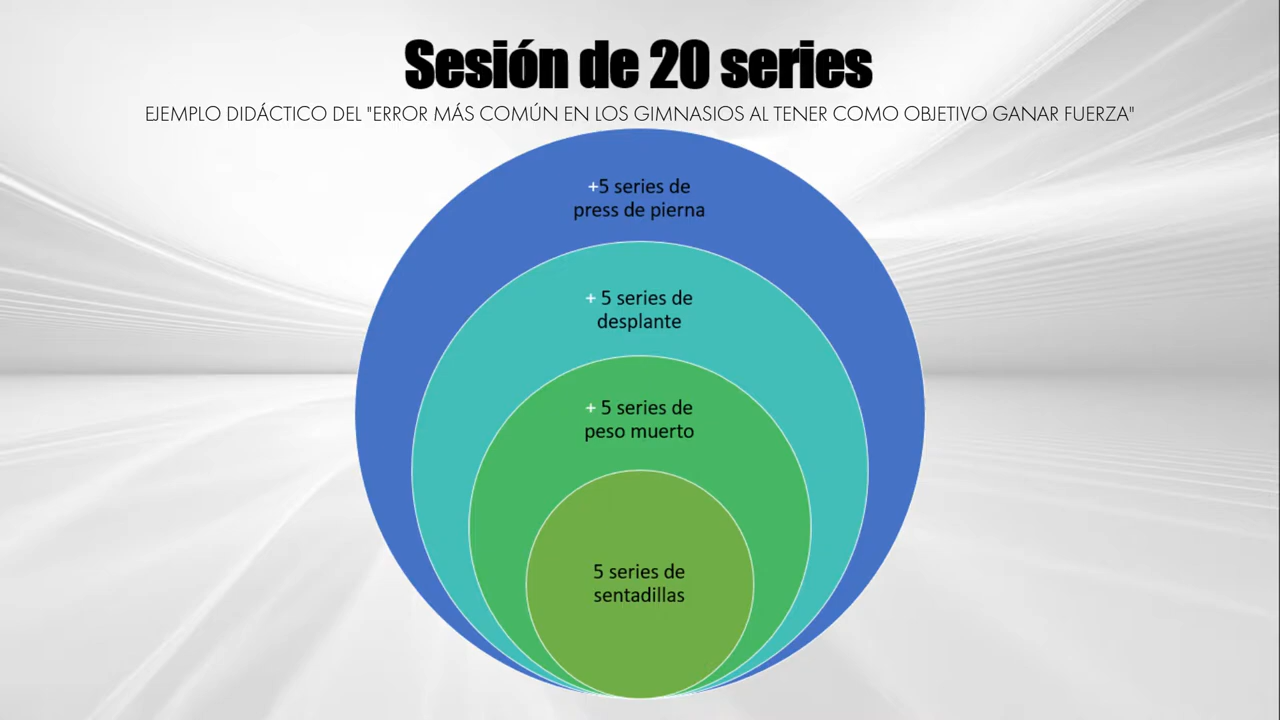 Sesión de 20 series
EJEMPLO DIDÁCTICO DEL "ERROR MÁS COMÚN EN LOS GIMNASIOS AL TENER COMO OBJETIVO GANAR FUERZA"
+5 series de
press de pierna
+ 5 series de
desplante
+ 5 series de
peso muerto
5 series de
sentadillas